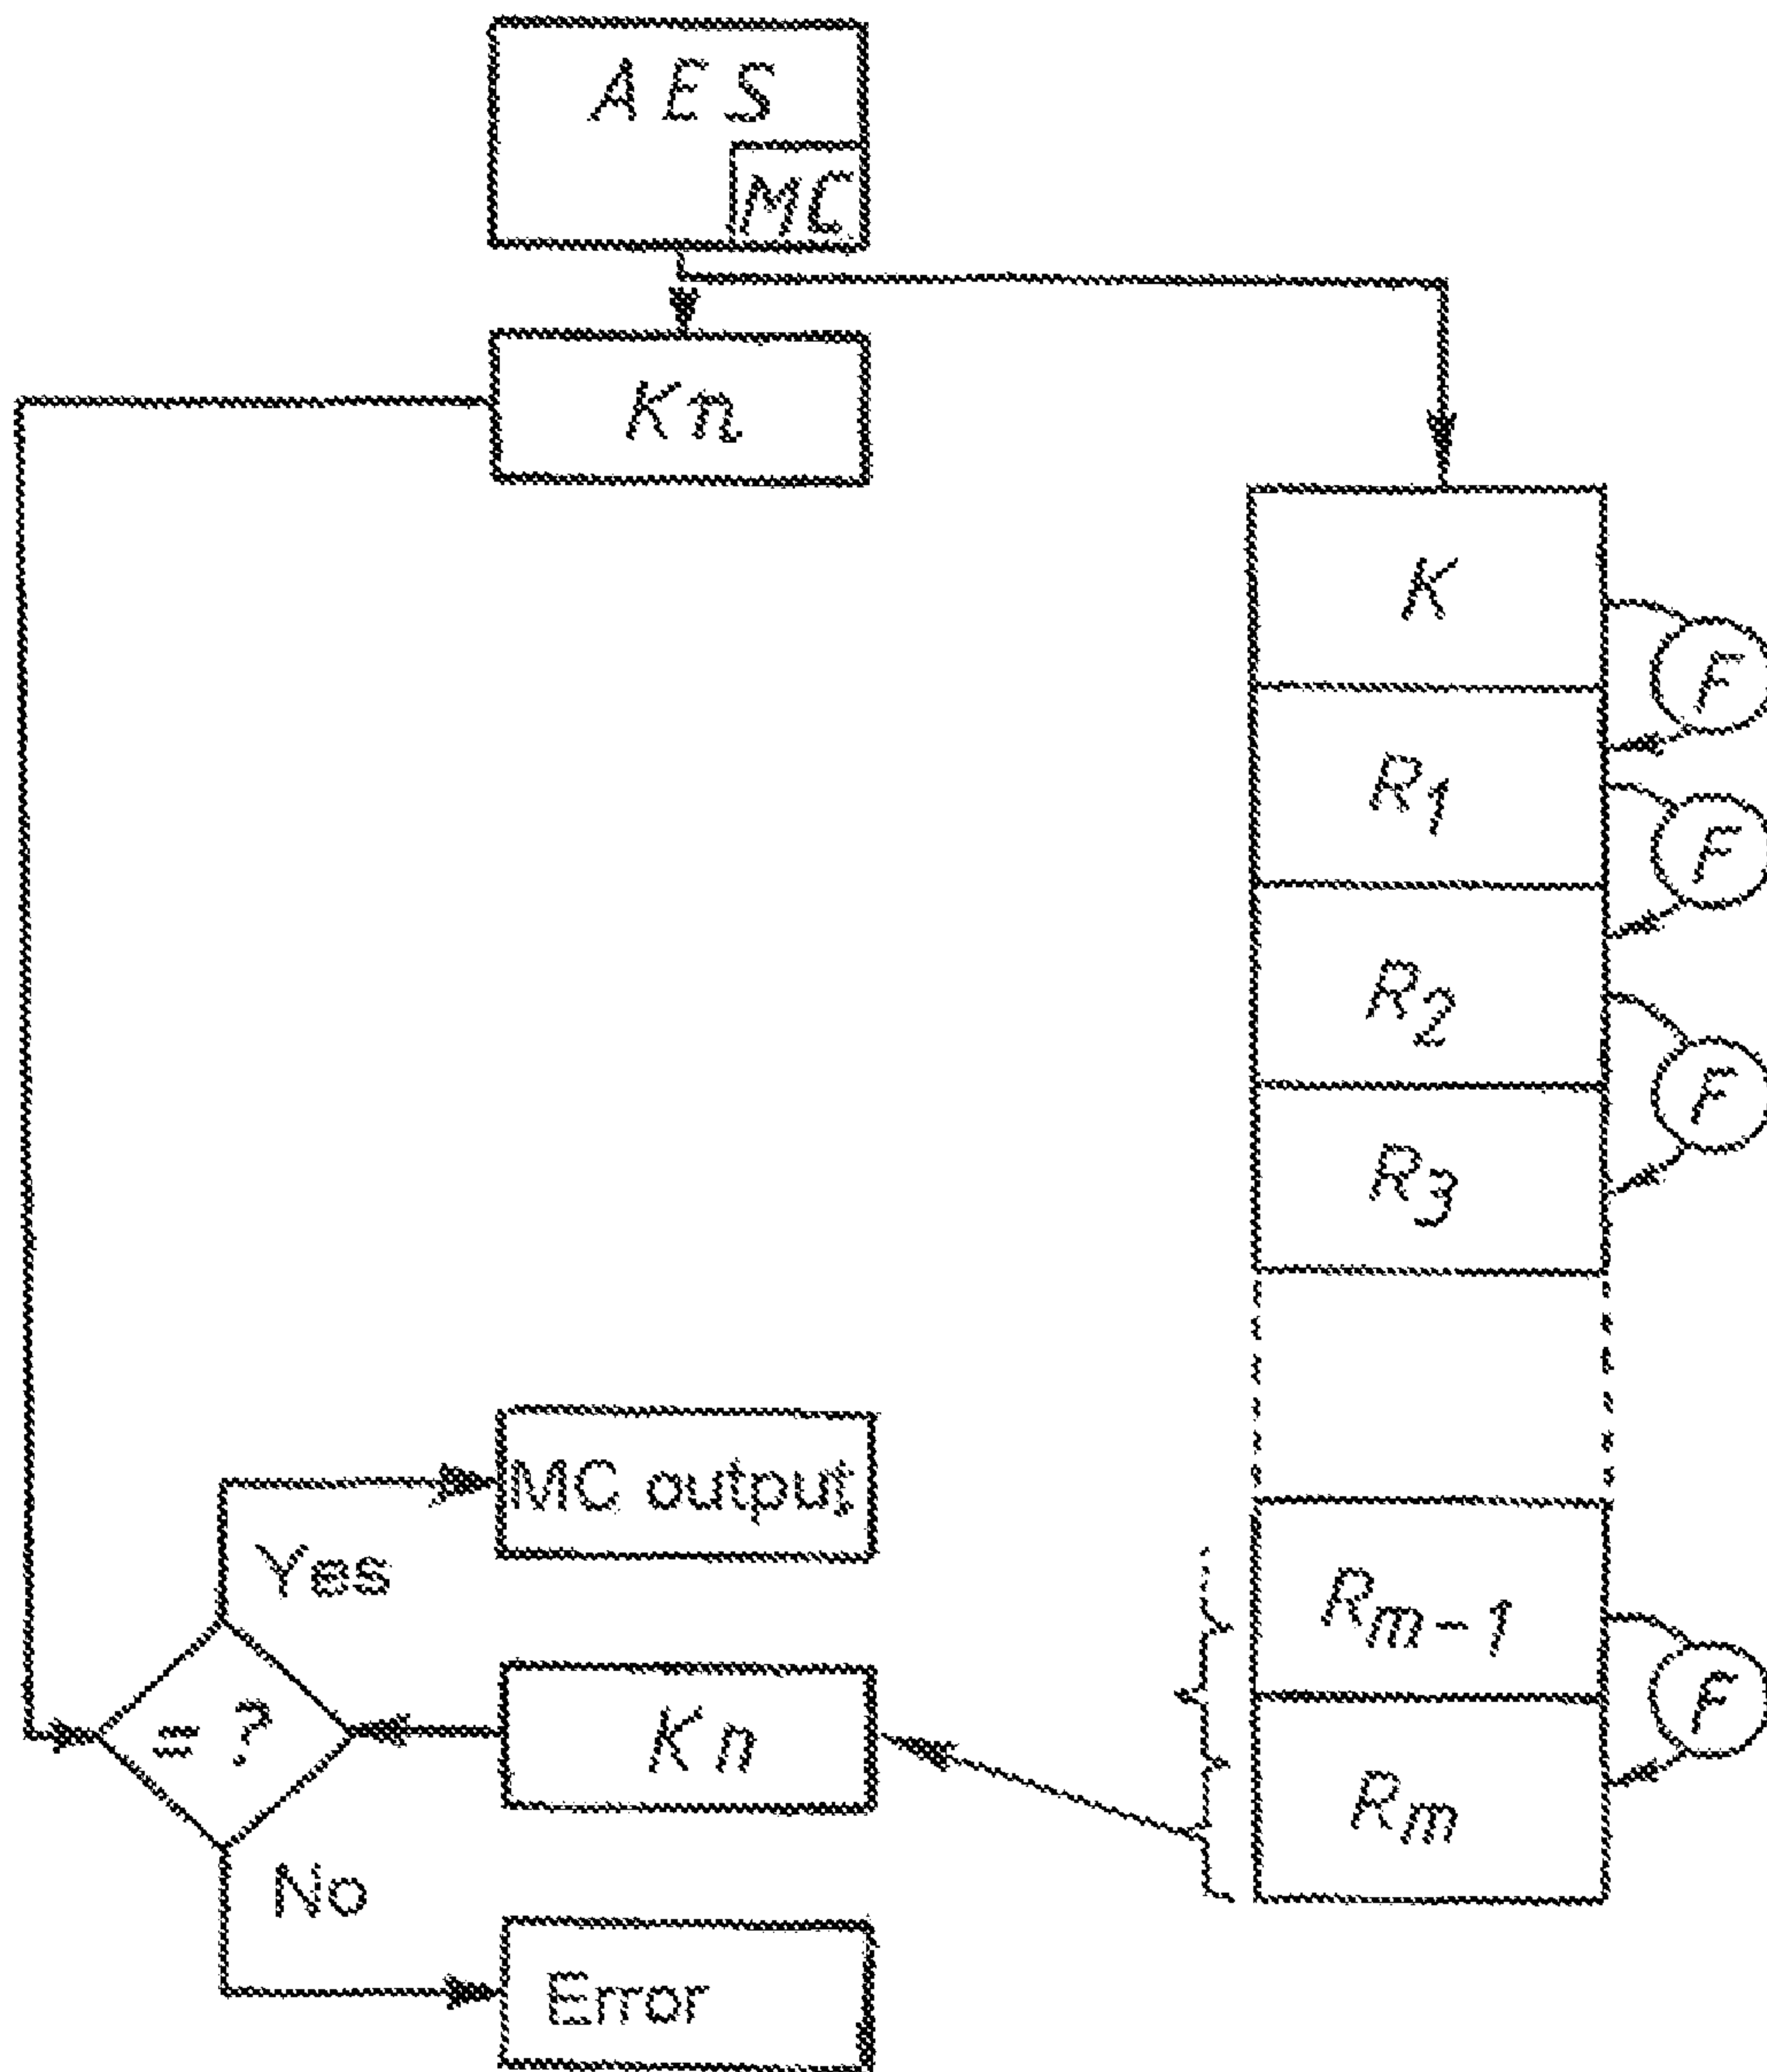 AES
MC
Kn
K
F
R1
F
R2
F
R3
MC output
Yes
Rm-1
= ?
Kn
F
Rm
No
Error